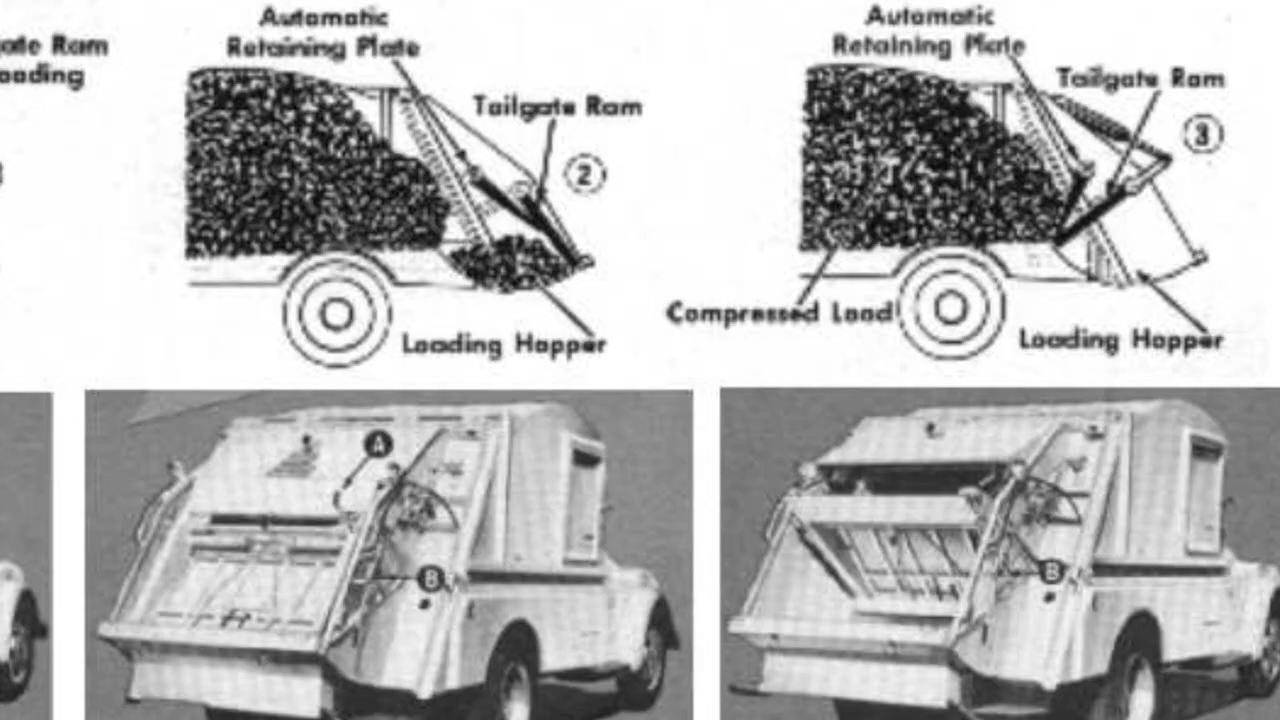 Ram
oading
Automatic
Retaining Plate
Tailgate Ram
2
Loading Hopper
Automatic
Retaining Plate
Tailgate Ram
3
Compressed Load
Loading Hopper
A
B
B